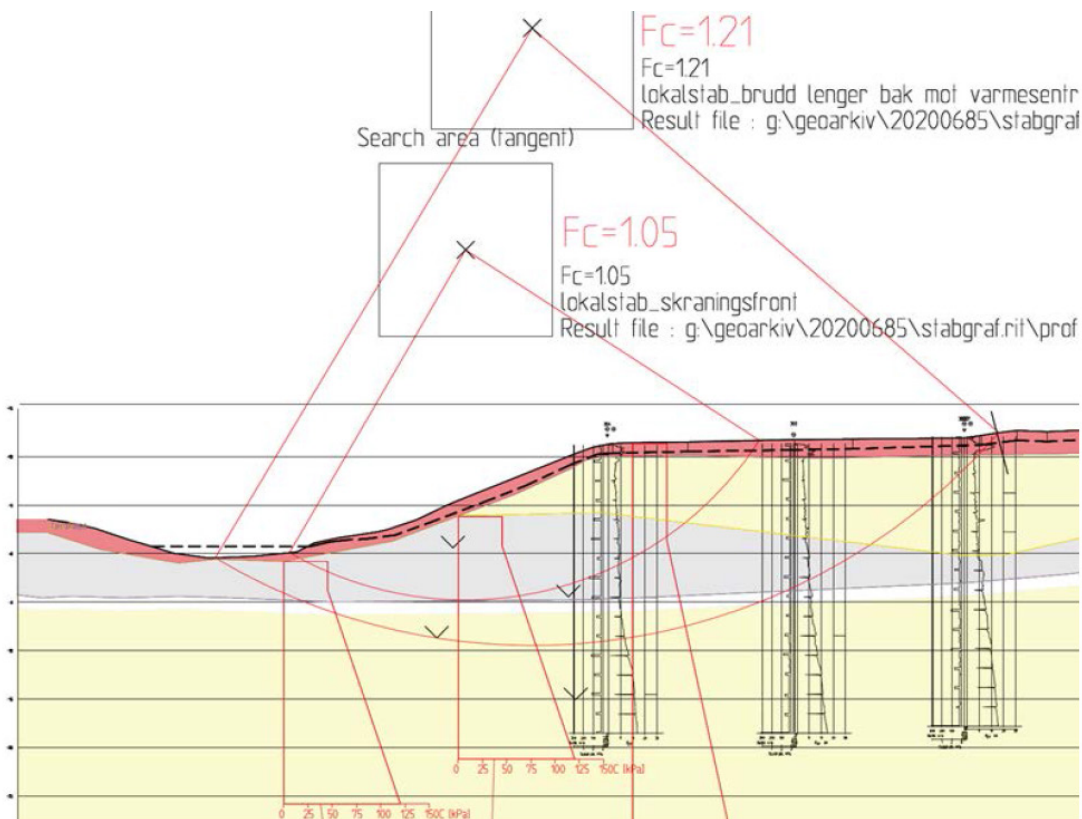 Fc=1.21
Fc=1.21
lokalstab_brudd lenger bak mot varmesentr
Result file : g:\geoarkiv\20200685\stabgraf
Search area (tangent)
Fc=1.05
Fc=1.05
lokalstab_skraningsfront
Result file : g:\geoarkiv\20200685\stabgraf.rit\prof
0 25 50 75 100 125 150C [kPa]
0 25 50 75 100 125 150C [kPa]